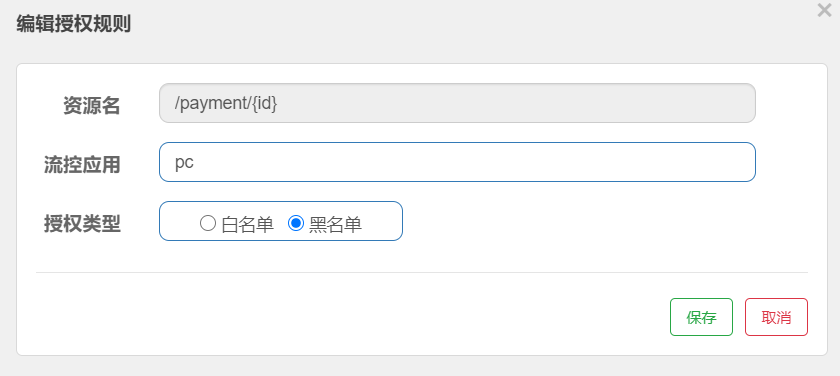 编辑授权规则
资源名 /payment/{id}
流控应用 pc
授权类型 白名单 黑名单
保存 取消